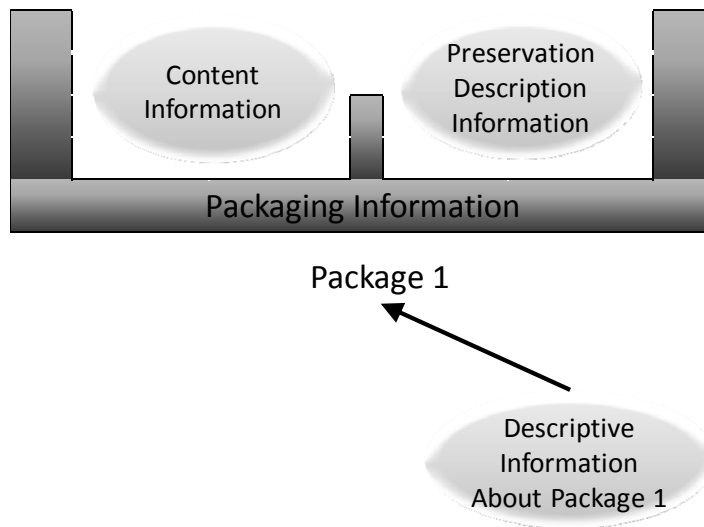 Content
Information
Preservation
Description
Information
Packaging Information
Package 1
Descriptive
Information
About Package 1